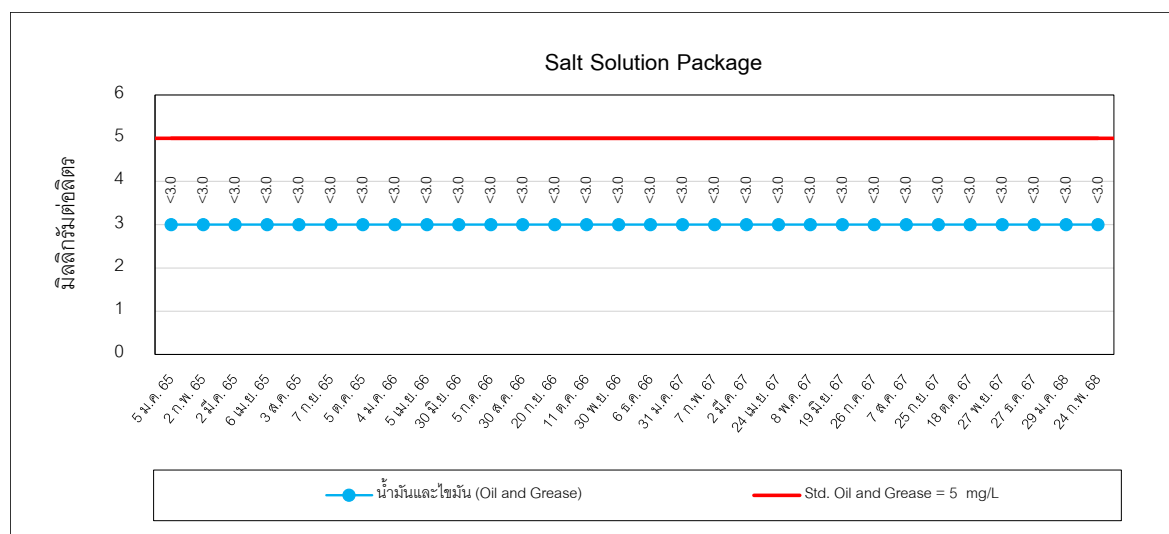 Salt Solution Package
6
5
4
3
2
1
0
มิลลิกรัมต่อลิตร
<3.0 <3.0 <3.0 <3.0 <3.0 <3.0 <3.0 <3.0 <3.0 <3.0 <3.0 <3.0 <3.0 <3.0 <3.0 <3.0 <3.0 <3.0 <3.0 <3.0 <3.0 <3.0 <3.0 <3.0 <3.0 <3.0 <3.0 <3.0 <3.0 <3.0
5 ม.ค. 65
2 ก.พ. 65
2 มี.ค. 65
6 เม.ย. 65
3 ส.ค. 65
7 ก.ย. 65
5 ต.ค. 65
4 ม.ค. 66
5 เม.ย. 66
30 มิ.ย. 66
5 ก.ค. 66
30 ส.ค. 66
20 ก.ย. 66
11 ต.ค. 66
30 พ.ย. 66
6 ธ.ค. 66
31 ม.ค. 67
7 ก.พ. 67
2 มี.ค. 67
24 เม.ย. 67
8 พ.ค. 67
19 มิ.ย. 67
26 ก.ค. 67
7 ส.ค. 67
25 ก.ย. 67
18 ต.ค. 67
27 พ.ย. 67
27 ธ.ค. 67
29 ม.ค. 68
24 ก.พ. 68
น้ำมันและไขมัน (Oil and Grease)
Std. Oil and Grease = 5 mg/L